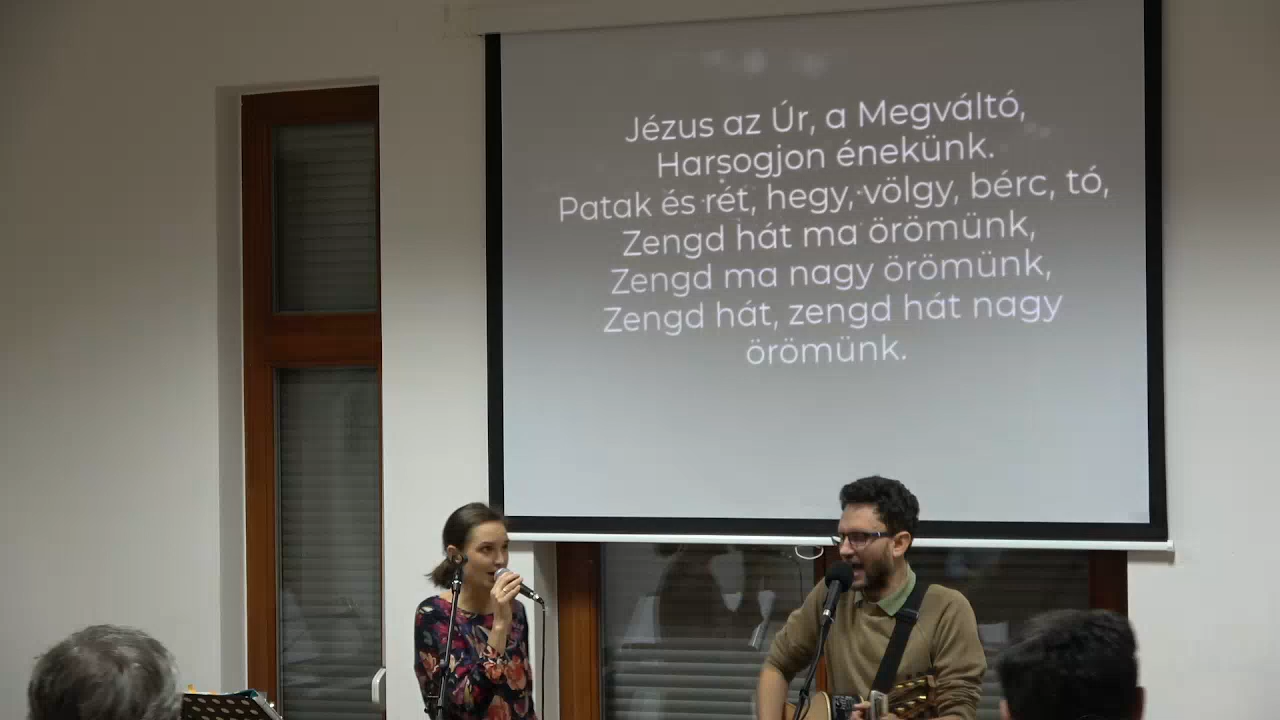 Jézus az Úr, a Megváltó,
Harsogjon énekünk.
Patak és rét, hegy, völgy, bérc, tó,
Zengd hát ma örömünk,
Zengd ma nagy örömünk,
Zengd hát, zengd hát nagy
örömünk.